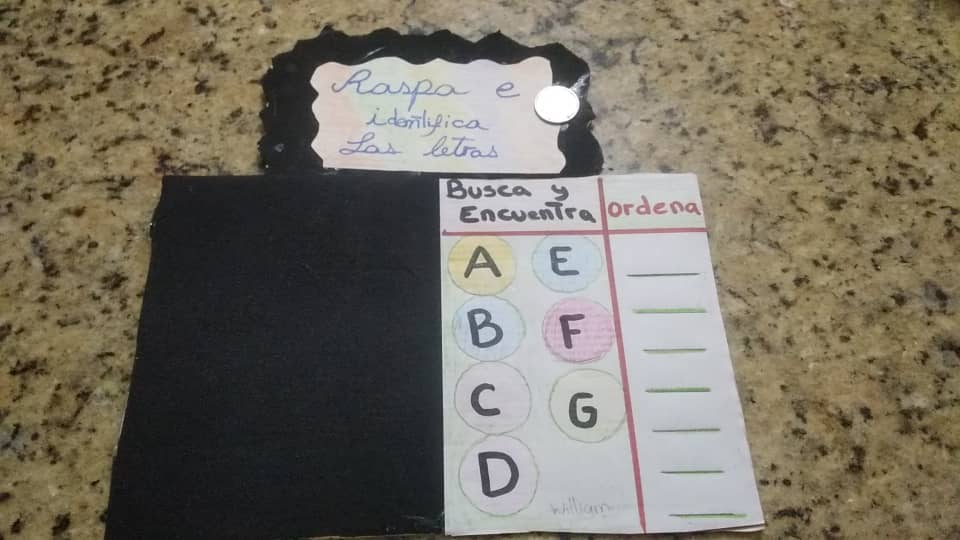 Raspa e
identifica
Las letras
Busca y
Encuentra
ordena
A E
B F
C G
D
William